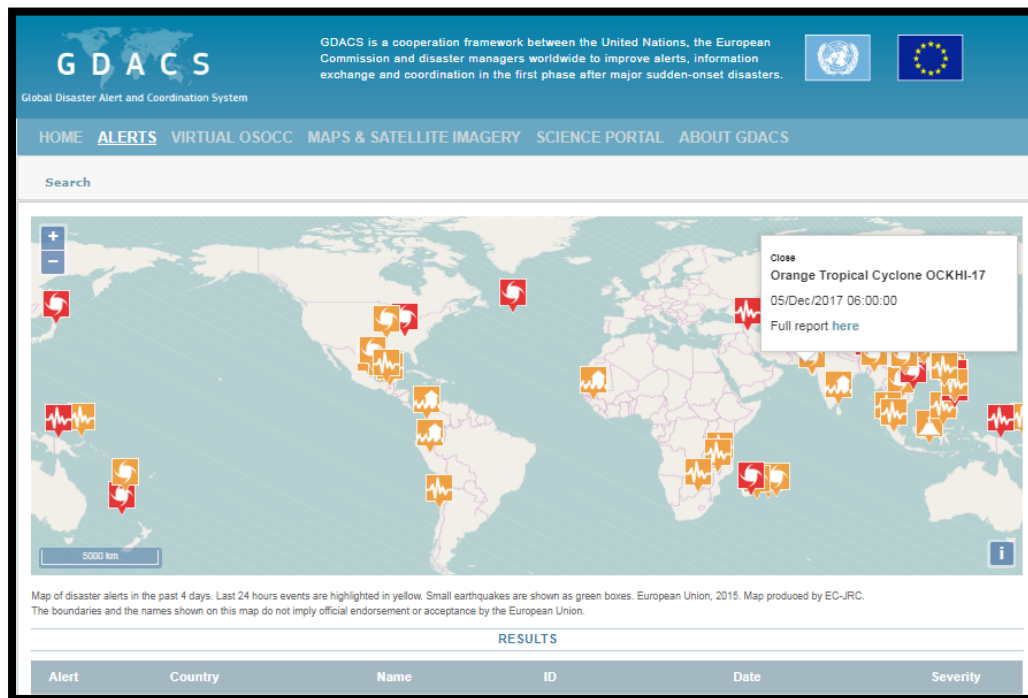 GDACS
Global Disaster Alert and Coordination System
GDACS is a cooperation framework between the United Nations, the European
Commission and disaster managers worldwide to improve alerts, information
exchange and coordination in the first phase after major sudden-onset disasters.
HOME ALERTS VIRTUAL OSOCC MAPS & SATELLITE IMAGERY SCIENCE PORTAL ABOUT GDACS
Search
+
−
Close
Orange Tropical Cyclone OCKHI-17
05/Dec/2017 06:00:00
Full report here
5000 km
i
Map of disaster alerts in the past 4 days. Last 24 hours events are highlighted in yellow. Small earthquakes are shown as green boxes. European Union, 2015. Map produced by EC-JRC.
The boundaries and the names shown on this map do not imply official endorsement or acceptance by the European Union.
RESULTS
Alert Country Name ID Date Severity